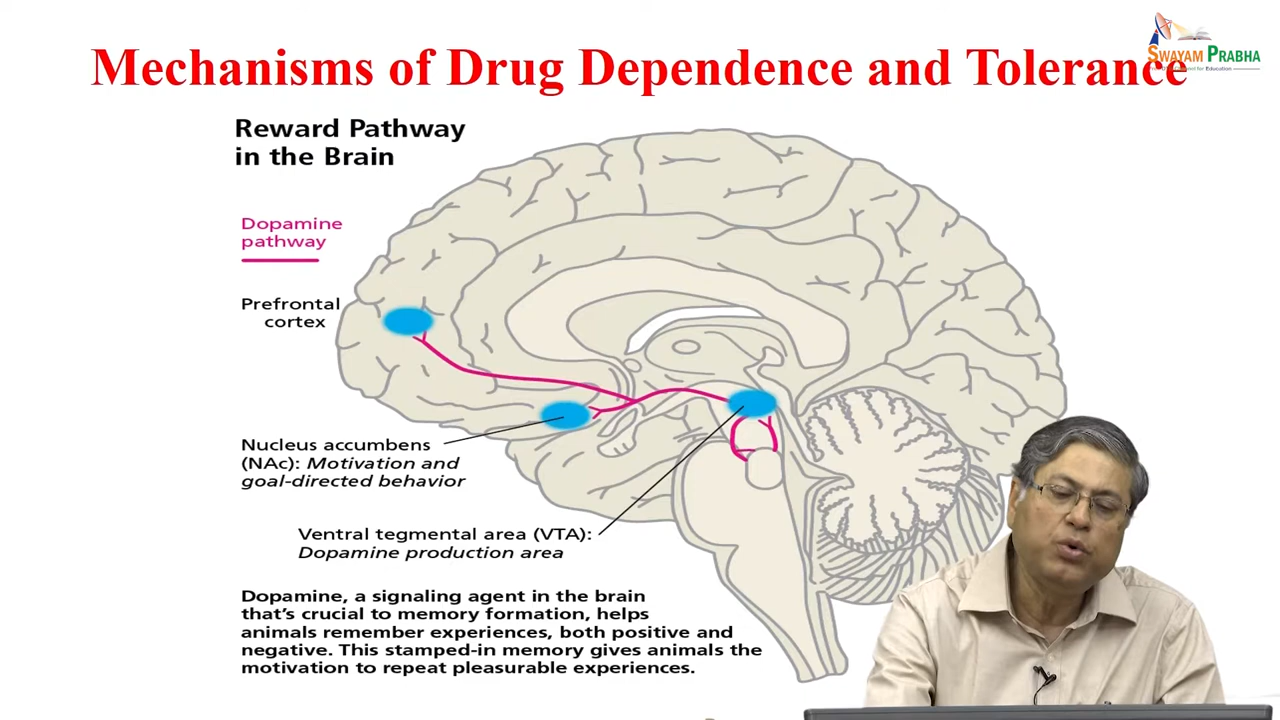 Mechanisms of Drug Dependence and Tolerance
SWAYAM PRABHA
Reward Pathway
in the Brain
Dopamine
pathway
Prefrontal
cortex
Nucleus accumbens
(NAc): Motivation and
goal-directed behavior
Ventral tegmental area (VTA):
Dopamine production area
Dopamine, a signaling agent in the brain
that's crucial to memory formation, helps
animals remember experiences, both positive and
negative. This stamped-in memory gives animals the
motivation to repeat pleasurable experiences.